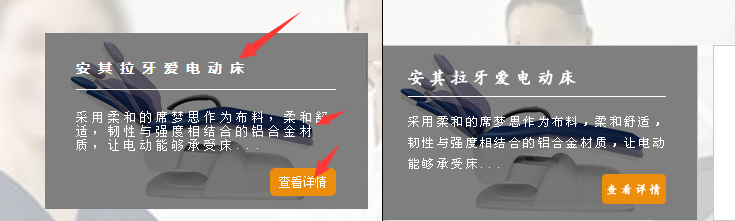 安其拉牙爱电动床
采用柔和的席梦思作为布料，柔和舒
适，韧性与强度相结合的铝合金材
质，让电动能够承受床...
查看详情
安其拉牙爱电动床
采用柔和的席梦思作为布料，柔和舒适，
韧性与强度相结合的铝合金材质，让电动
能够承受床...
查看详情